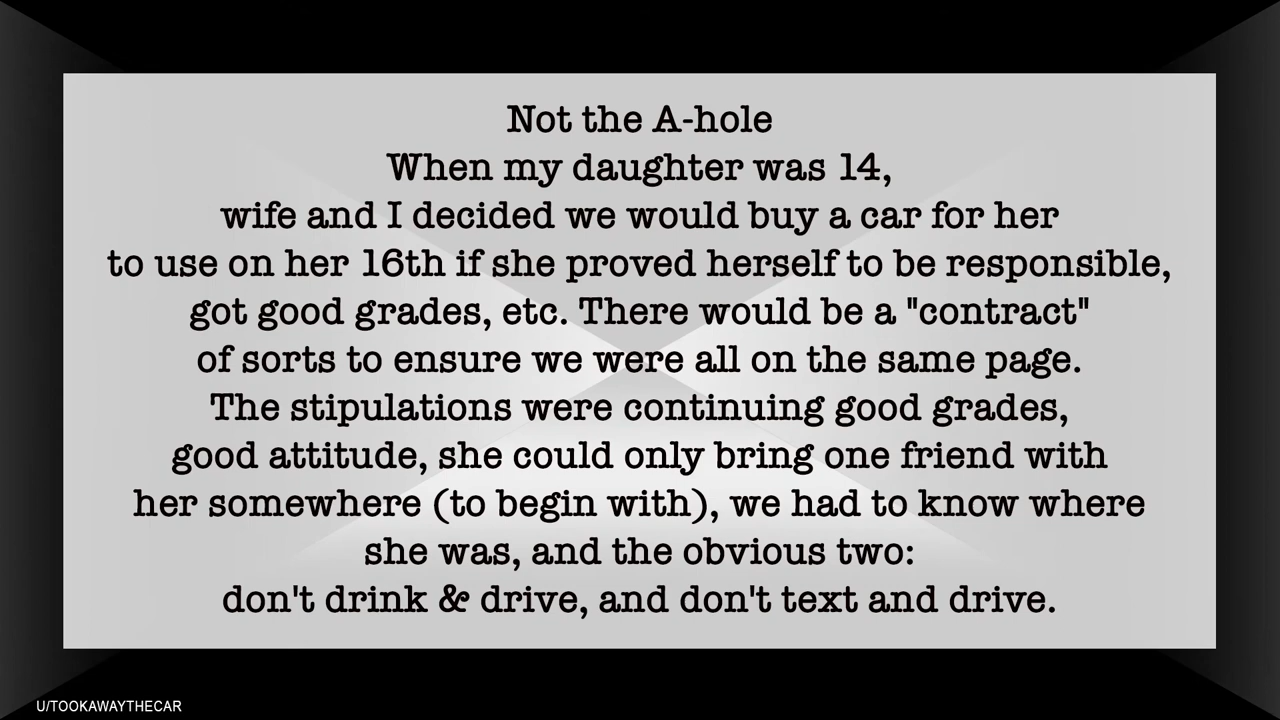 Not the A-hole
When my daughter was 14,
wife and I decided we would buy a car for her
to use on her 16th if she proved herself to be responsible,
got good grades, etc. There would be a "contract"
of sorts to ensure we were all on the same page.
The stipulations were continuing good grades,
good attitude, she could only bring one friend with
her somewhere (to begin with), we had to know where
she was, and the obvious two:
don't drink & drive, and don't text and drive.
U/TOOKAWAYTHECAR